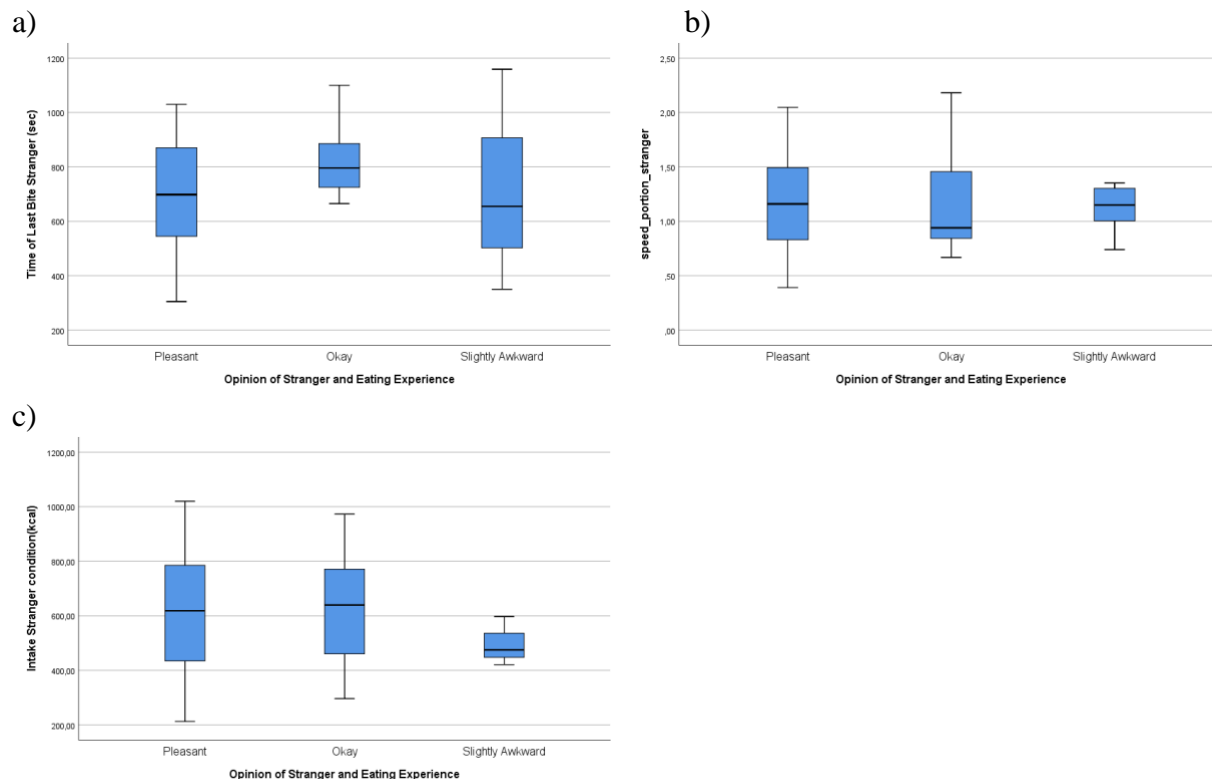 a)
1200
1000
800
600
400
200
Time of Last Bite Stranger (sec)
Pleasant Okay Slightly Awkward
Opinion of Stranger and Eating Experience
b)
2,50
2,00
1,50
1,00
,50
,00
speed_portion_stranger
Pleasant Okay Slightly Awkward
Opinion of Stranger and Eating Experience
c)
1200,00
1000,00
800,00
600,00
400,00
200,00
Intake Stranger condition(kcal)
Pleasant Okay Slightly Awkward
Opinion of Stranger and Eating Experience